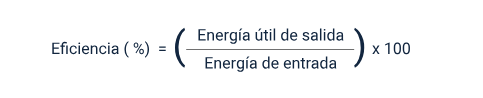 Eficiencia ( %) = ( Energía útil de salida
Energía de entrada ) x 100